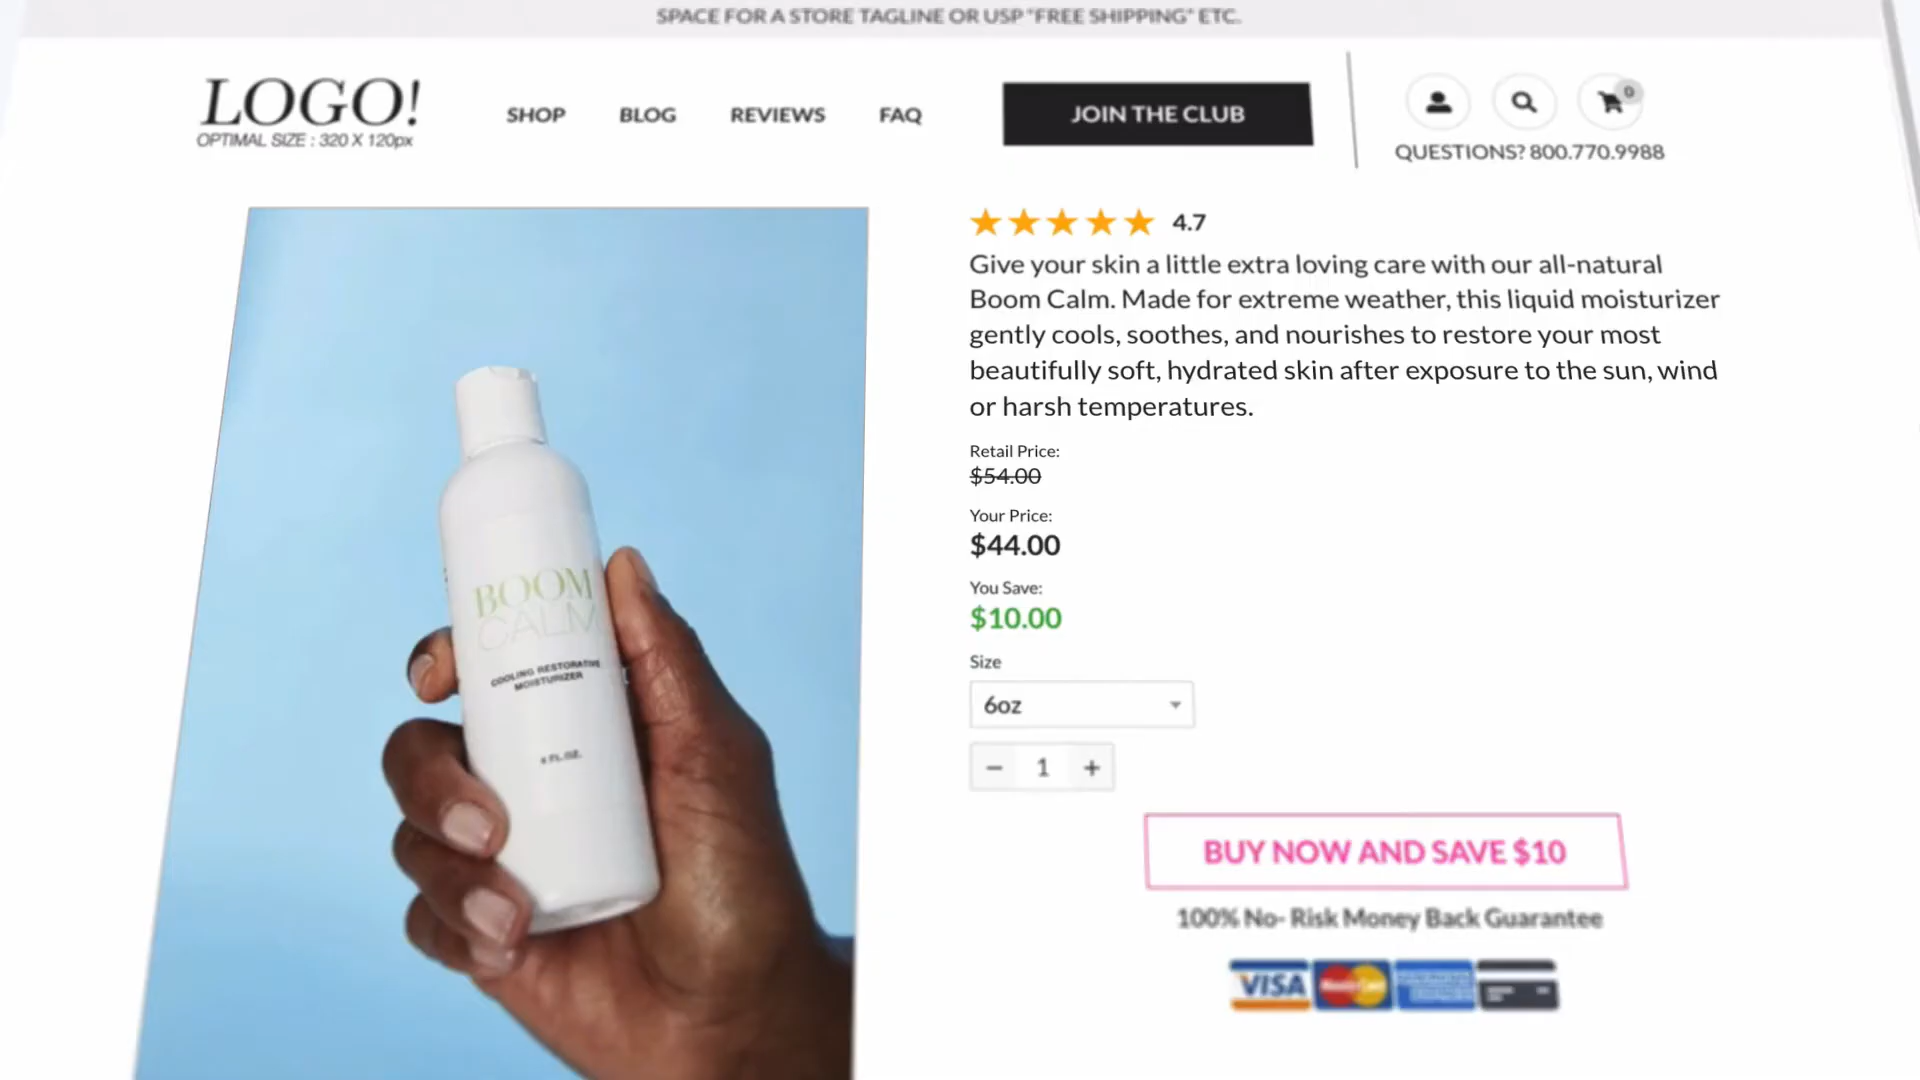 SPACE FOR A STORE TAGLINE OR USP "FREE SHIPPING" ETC.
LOGO!
OPTIMAL SIZE : 320 X 120px
SHOP
BLOG
REVIEWS
FAQ
JOIN THE CLUB
0
QUESTIONS? 800.770.9988
4.7
Give your skin a little extra loving care with our all-natural
Boom Calm. Made for extreme weather, this liquid moisturizer
gently cools, soothes, and nourishes to restore your most
beautifully soft, hydrated skin after exposure to the sun, wind
or harsh temperatures.
Retail Price:
$54.00
Your Price:
$44.00
You Save:
$10.00
Size
6oz
− 1 +
BUY NOW AND SAVE $10
100% No- Risk Money Back Guarantee
VISA
MasterCard
BOOM
CALM
COOLING RESTORATIVE
MOISTURIZER
FL. OZ.